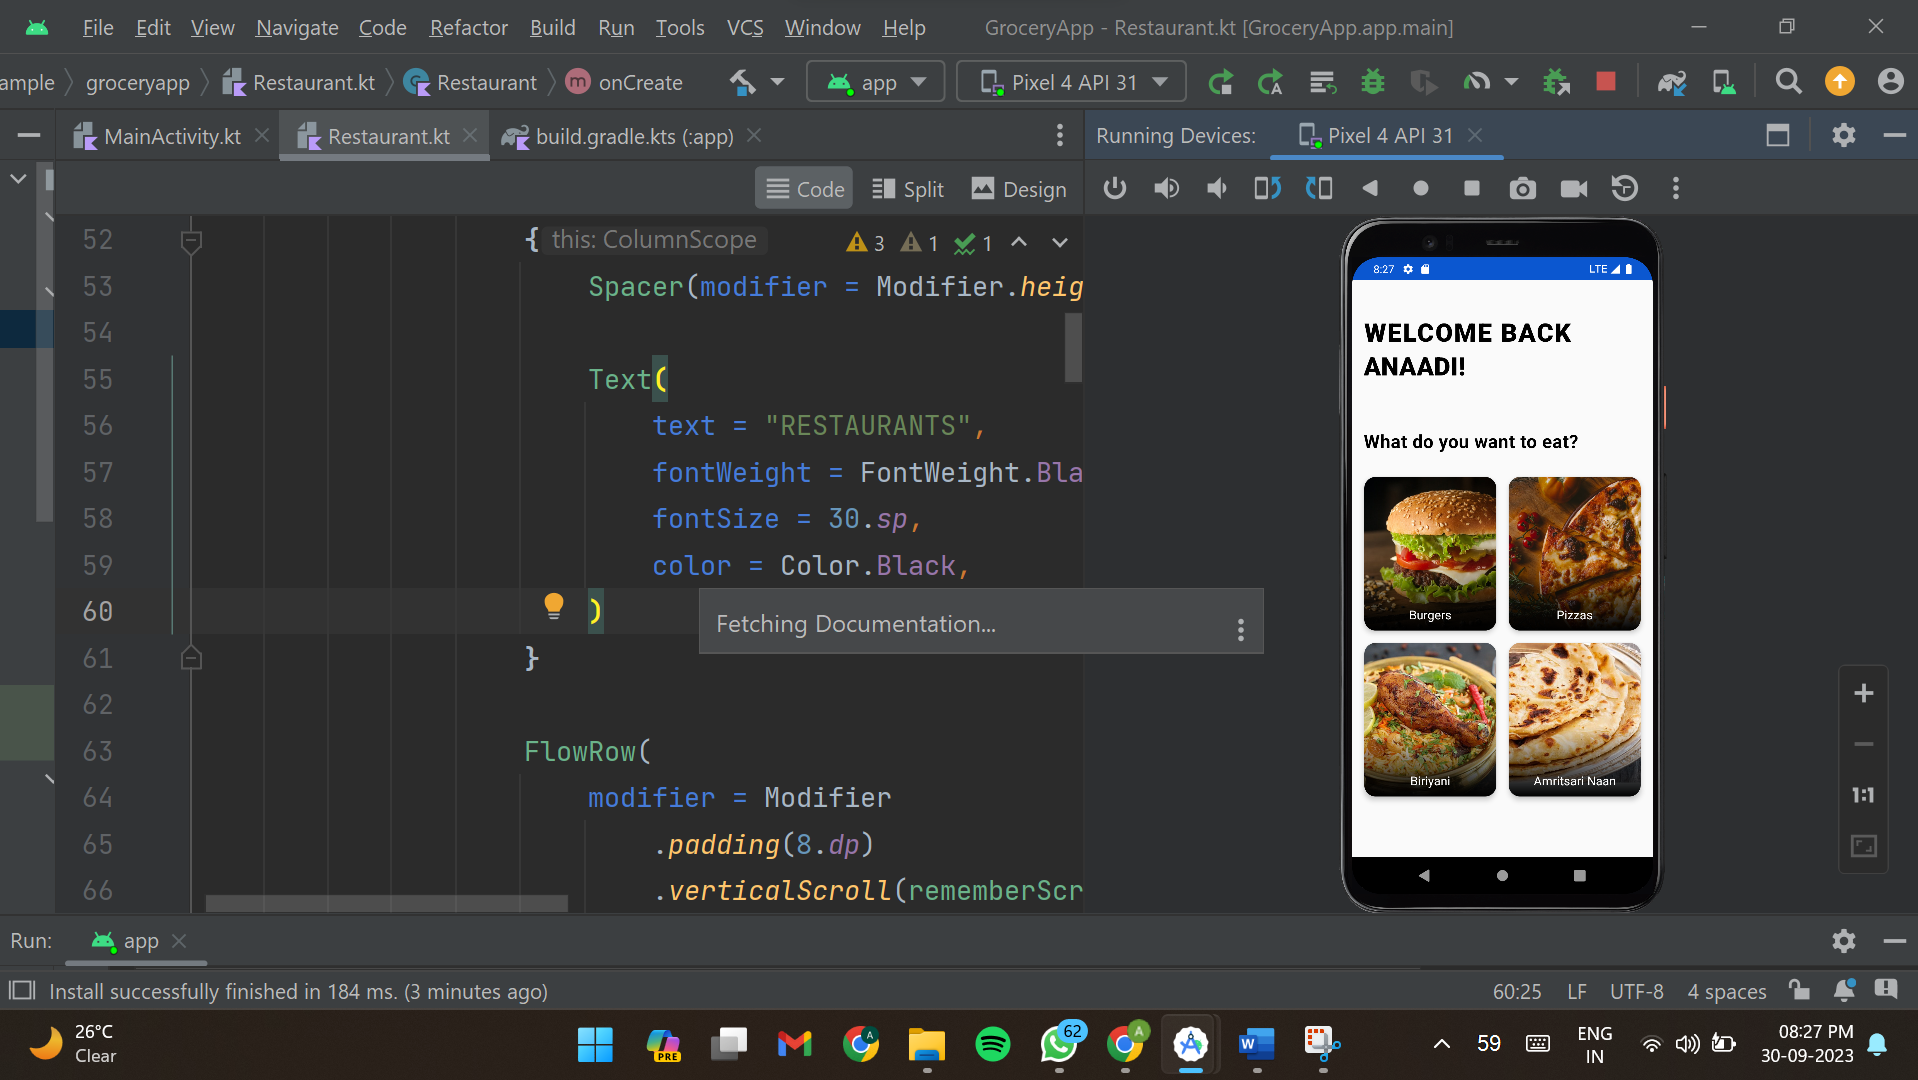 File Edit View Navigate Code Refactor Build Run Tools VCS Window Help GroceryApp - Restaurant.kt [GroceryApp.app.main]
ample groceryapp Restaurant.kt Restaurant m onCreate app Pixel 4 API 31
MainActivity.kt Restaurant.kt build.gradle.kts (:app) Running Devices: Pixel 4 API 31
Code Split Design
52 { this: ColumnScope 3 1 1
53 Spacer(modifier = Modifier.heig
54
55 Text(
56 text = "RESTAURANTS",
57 fontWeight = FontWeight.Bla
58 fontSize = 30.sp,
59 color = Color.Black,
60 )
61 }
62
63 FlowRow(
64 modifier = Modifier
65 .padding(8.dp)
66 .verticalScroll(rememberScr
Fetching Documentation...
8:27 LTE
WELCOME BACK
ANAADI!
What do you want to eat?
Burgers Pizzas
Biriyani Amritsari Naan
1:1
Run: app
Install successfully finished in 184 ms. (3 minutes ago) 60:25 LF UTF-8 4 spaces
26°C
Clear
PRE
A
62
A
W
59
ENG
IN
08:27 PM
30-09-2023